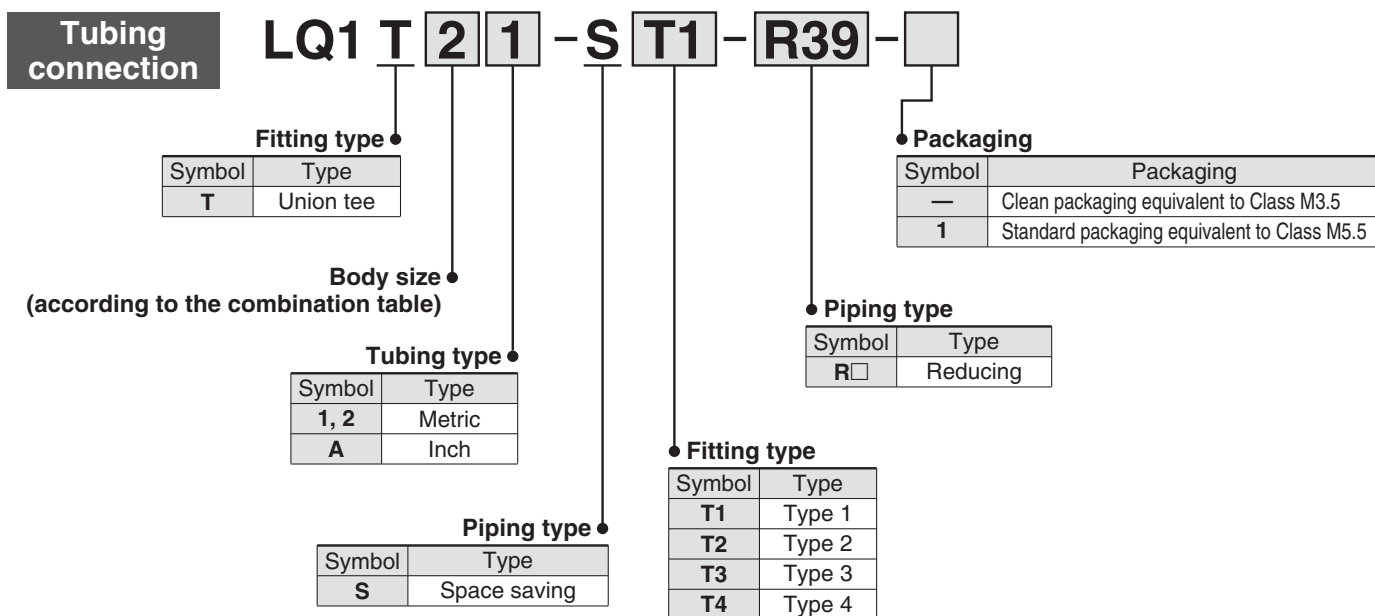 Tubing
connection
LQ1 T 2 1 – S T1 – R39 –
Fitting type
Symbol Type
T Union tee
Packaging
Symbol Packaging
— Clean packaging equivalent to Class M3.5
1 Standard packaging equivalent to Class M5.5
Body size
(according to the combination table)
Piping type
Symbol Type
R□ Reducing
Tubing type
Symbol Type
1, 2 Metric
A Inch
Fitting type
Symbol Type
T1 Type 1
T2 Type 2
T3 Type 3
T4 Type 4
Piping type
Symbol Type
S Space saving